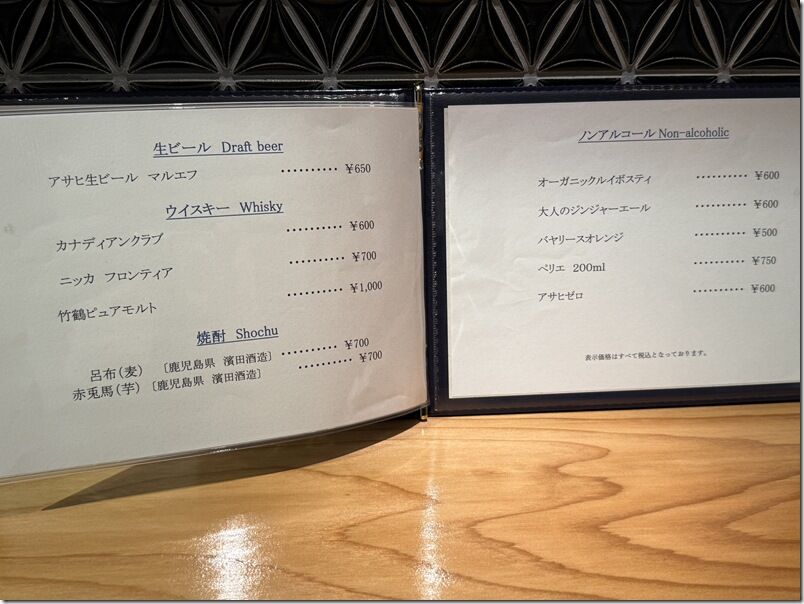 生ビール Draft beer
アサヒ生ビール マルエフ ･･････････ ￥650
ウイスキー Whisky
カナディアンクラブ ･･････････ ￥600
ニッカ フロンティア ･･････････ ￥700
竹鶴ピュアモルト ･･････････ ￥1,000
焼酎 Shochu
呂布（麦） 〔鹿児島県 濱田酒造〕 ･･････････ ￥700
赤兎馬（芋） 〔鹿児島県 濱田酒造〕 ･･････････ ￥700
ノンアルコール Non-alcoholic
オーガニックルイボスティ ･･････････ ￥600
大人のジンジャーエール ･･････････ ￥600
バヤリースオレンジ ･･････････ ￥500
ペリエ 200ml ･･････････ ￥750
アサヒゼロ ･･････････ ￥600
表示価格はすべて税込となっております。